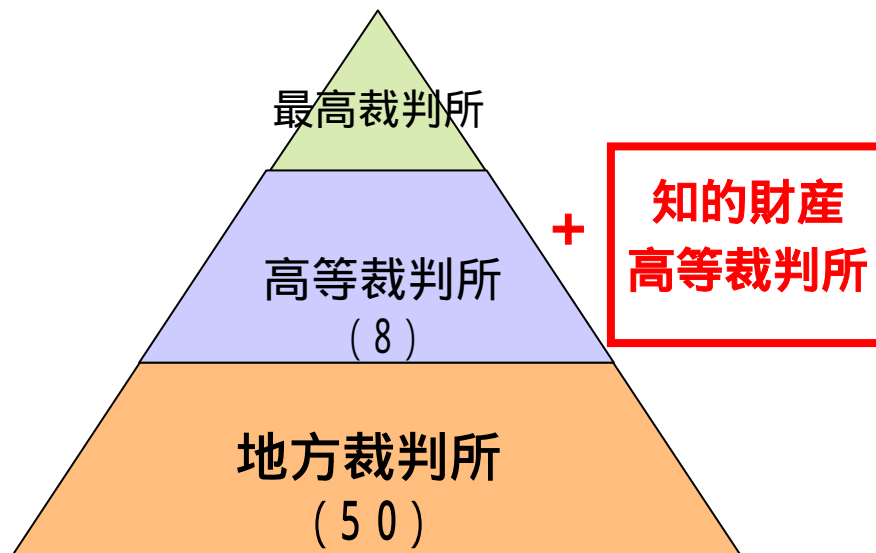 最高裁判所
高等裁判所
(8)
地方裁判所
(50)
+
知的財産
高等裁判所